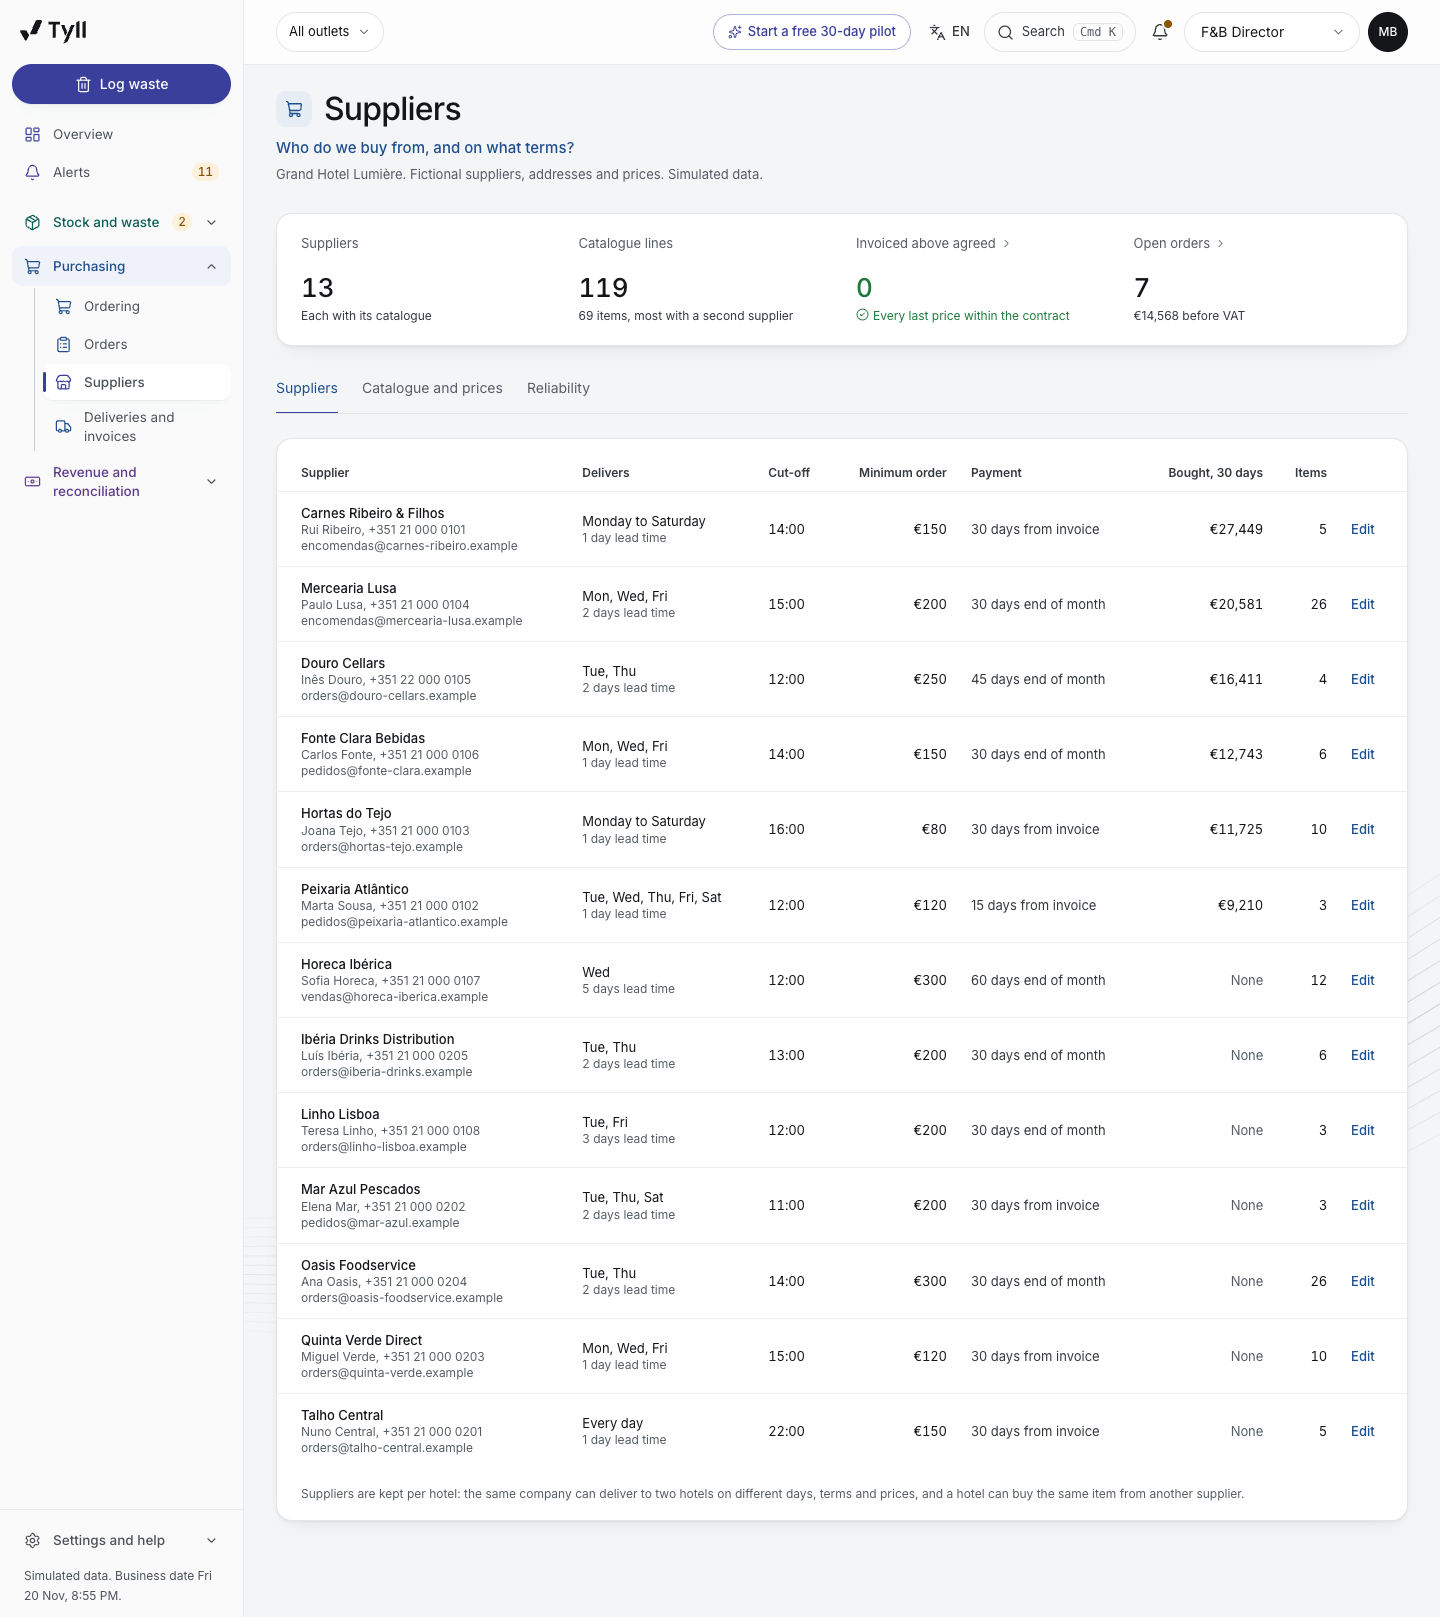 Tyll
All outlets
Start a free 30-day pilot
EN
Search
Cmd K
F&B Director
MB
Log waste
Overview
Alerts
11
Stock and waste
2
Purchasing
Ordering
Orders
Suppliers
Deliveries and
invoices
Revenue and
reconciliation
Settings and help
Simulated data. Business date Fri
20 Nov, 8:55 PM.
Suppliers
Who do we buy from, and on what terms?
Grand Hotel Lumière. Fictional suppliers, addresses and prices. Simulated data.
Suppliers
13
Each with its catalogue
Catalogue lines
119
69 items, most with a second supplier
Invoiced above agreed
0
Every last price within the contract
Open orders
7
€14,568 before VAT
Suppliers Catalogue and prices Reliability
Supplier Delivers Cut-off Minimum order Payment Bought, 30 days Items
Carnes Ribeiro & Filhos
Rui Ribeiro, +351 21 000 0101
encomendas@carnes-ribeiro.example
Monday to Saturday
1 day lead time
14:00 €150 30 days from invoice €27,449 5 Edit
Mercearia Lusa
Paulo Lusa, +351 21 000 0104
encomendas@mercearia-lusa.example
Mon, Wed, Fri
2 days lead time
15:00 €200 30 days end of month €20,581 26 Edit
Douro Cellars
Inês Douro, +351 22 000 0105
orders@douro-cellars.example
Tue, Thu
2 days lead time
12:00 €250 45 days end of month €16,411 4 Edit
Fonte Clara Bebidas
Carlos Fonte, +351 21 000 0106
pedidos@fonte-clara.example
Mon, Wed, Fri
1 day lead time
14:00 €150 30 days end of month €12,743 6 Edit
Hortas do Tejo
Joana Tejo, +351 21 000 0103
orders@hortas-tejo.example
Monday to Saturday
1 day lead time
16:00 €80 30 days from invoice €11,725 10 Edit
Peixaria Atlântico
Marta Sousa, +351 21 000 0102
pedidos@peixaria-atlantico.example
Tue, Wed, Thu, Fri, Sat
1 day lead time
12:00 €120 15 days from invoice €9,210 3 Edit
Horeca Ibérica
Sofia Horeca, +351 21 000 0107
vendas@horeca-iberica.example
Wed
5 days lead time
12:00 €300 60 days end of month None 12 Edit
Ibéria Drinks Distribution
Luís Ibéria, +351 21 000 0205
orders@iberia-drinks.example
Tue, Thu
2 days lead time
13:00 €200 30 days end of month None 6 Edit
Linho Lisboa
Teresa Linho, +351 21 000 0108
orders@linho-lisboa.example
Tue, Fri
3 days lead time
12:00 €200 30 days end of month None 3 Edit
Mar Azul Pescados
Elena Mar, +351 21 000 0202
pedidos@mar-azul.example
Tue, Thu, Sat
2 days lead time
11:00 €200 30 days from invoice None 3 Edit
Oasis Foodservice
Ana Oasis, +351 21 000 0204
orders@oasis-foodservice.example
Tue, Thu
2 days lead time
14:00 €300 30 days end of month None 26 Edit
Quinta Verde Direct
Miguel Verde, +351 21 000 0203
orders@quinta-verde.example
Mon, Wed, Fri
1 day lead time
15:00 €120 30 days from invoice None 10 Edit
Talho Central
Nuno Central, +351 21 000 0201
orders@talho-central.example
Every day
1 day lead time
22:00 €150 30 days from invoice None 5 Edit
Suppliers are kept per hotel: the same company can deliver to two hotels on different days, terms and prices, and a hotel can buy the same item from another supplier.